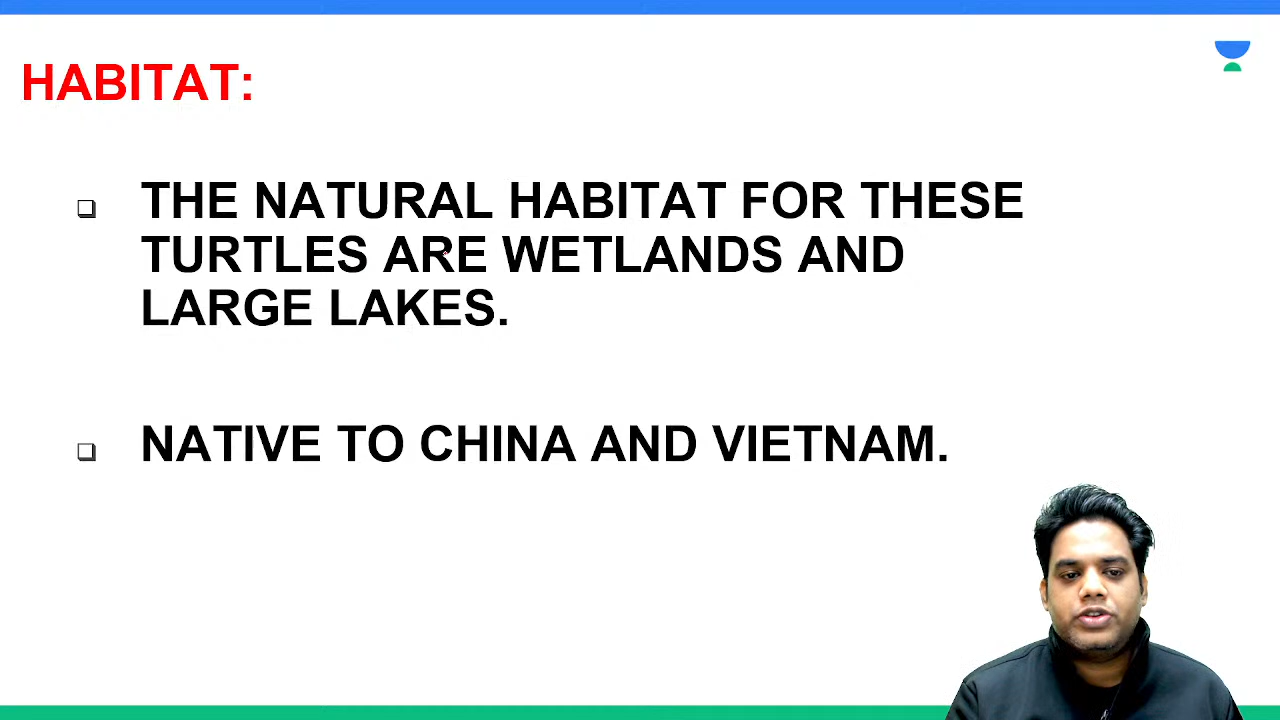 HABITAT:
THE NATURAL HABITAT FOR THESE
TURTLES ARE WETLANDS AND
LARGE LAKES.
NATIVE TO CHINA AND VIETNAM.